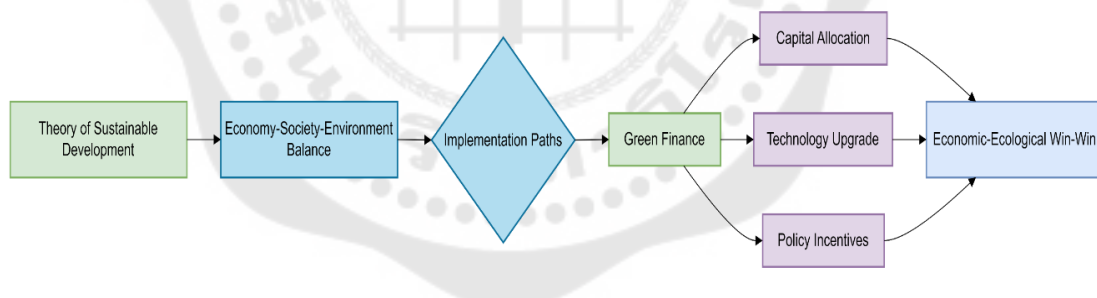 Capital Allocation
Theory of Sustainable
Development
Economy-Society-Environment
Balance
Implementation Paths
Green Finance
Technology Upgrade
Economic-Ecological Win-Win
Policy Incentives